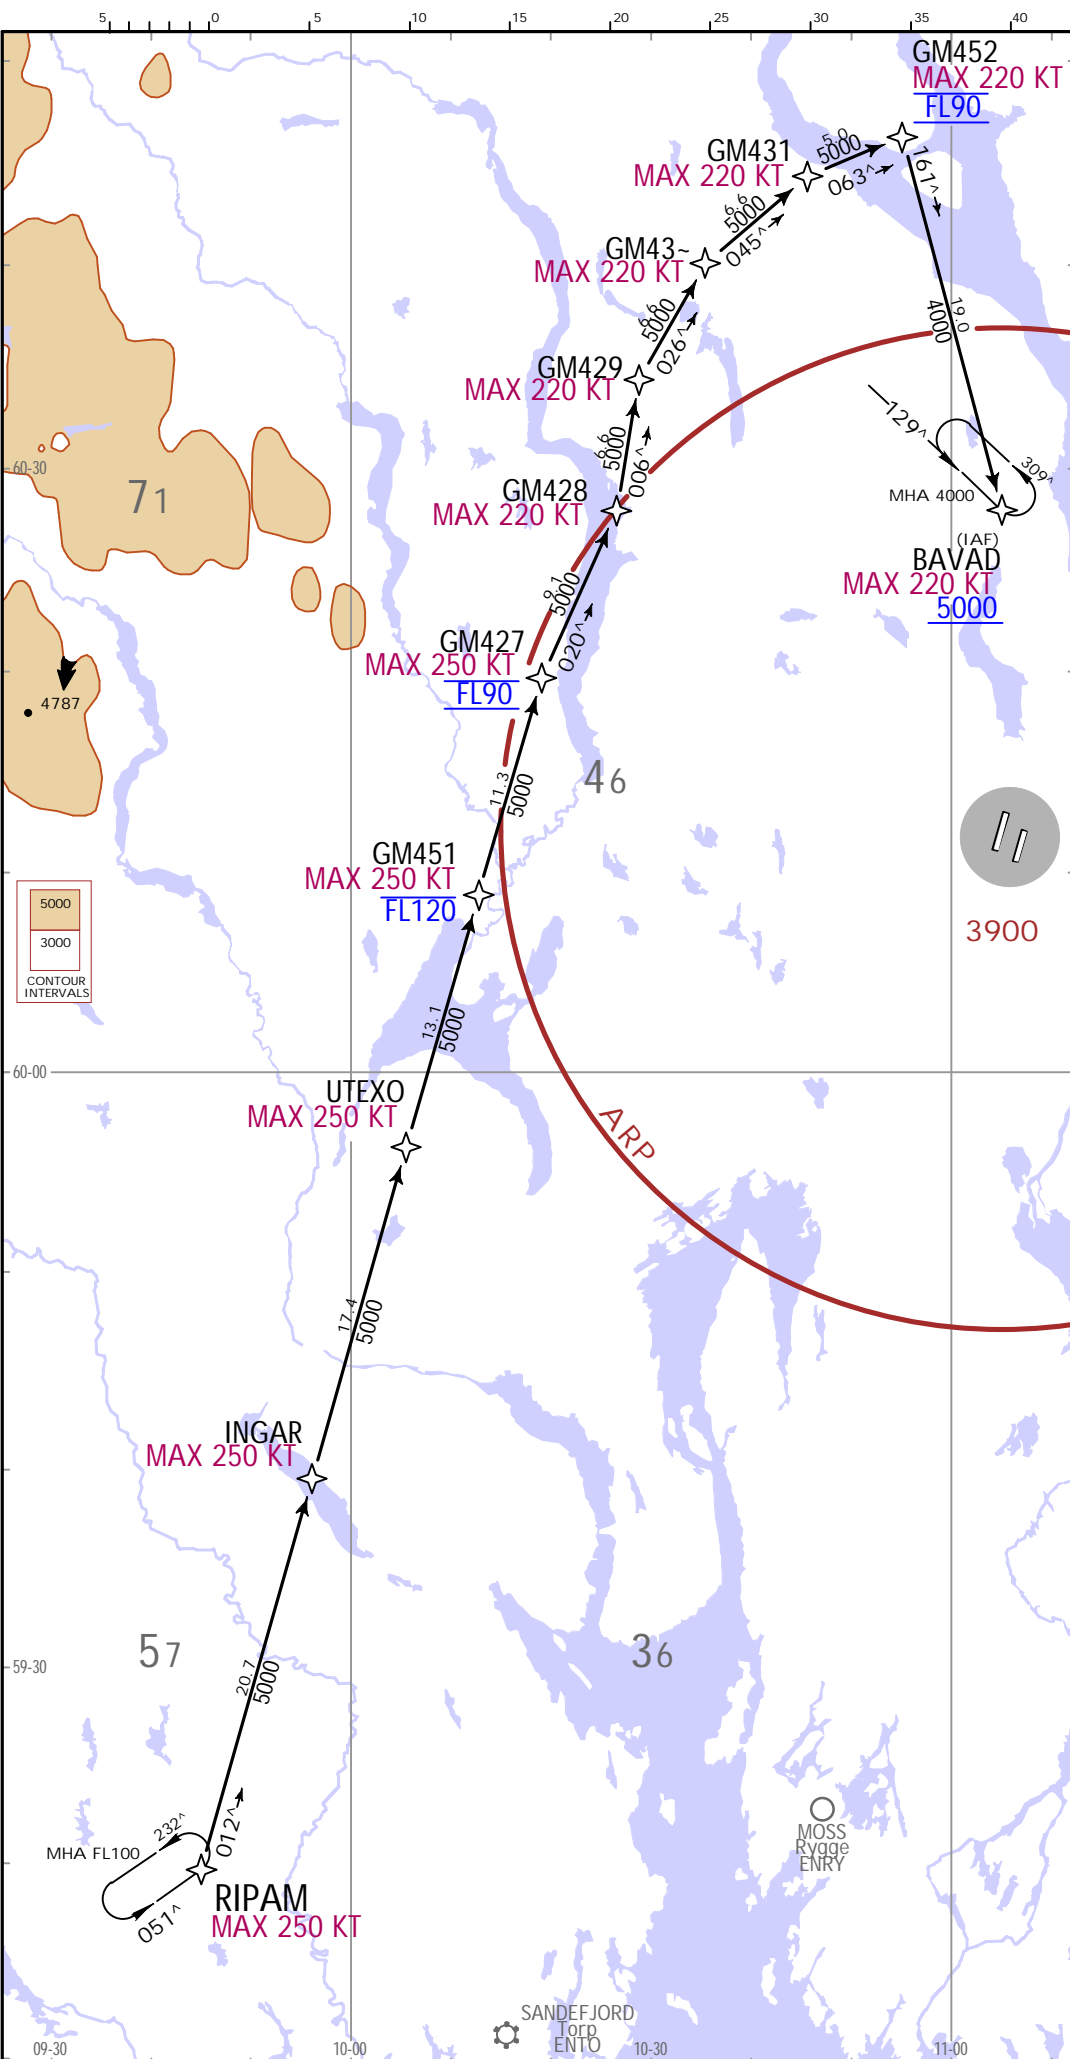 5 0 5 10 15 20 25 30 35 40
GM452
MAX 220 KT
FL90
5.0
5000
063^
161^
GM431
MAX 220 KT
6.6
5000
045^
GM43~
MAX 220 KT
6.6
5000
026^
19.0
4000
GM429
MAX 220 KT
6.6
5000
006^
129^
309^
MHA 4000
60-30
71
GM428
MAX 220 KT
(IAF)
BAVAD
MAX 220 KT
5000
9.1
5000
020^
GM427
MAX 250 KT
FL90
4787
46
11.3
5000
GM451
MAX 250 KT
FL120
5000
3000
CONTOUR
INTERVALS
3900
13.1
5000
60-00
UTEXO
MAX 250 KT
ARP
17.4
5000
INGAR
MAX 250 KT
57
36
59-30
20.7
5000
012^
232^
MHA FL100
051^
RIPAM
MAX 250 KT
MOSS
Rygge
ENRY
SANDEFJORD
Torp
ENTO
09-30 10-00 10-30 11-00